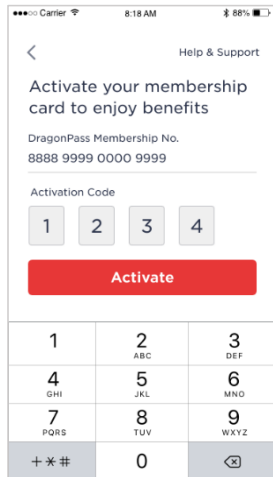 Carrier 8:18 AM 88%
Help & Support
Activate your membership
card to enjoy benefits
DragonPass Membership No.
8888 9999 0000 9999
Activation Code
1 2 3 4
Activate
1 2 3
ABC DEF
4 5 6
GHI JKL MNO
7 8 9
PQRS TUV WXYZ
+*# 0